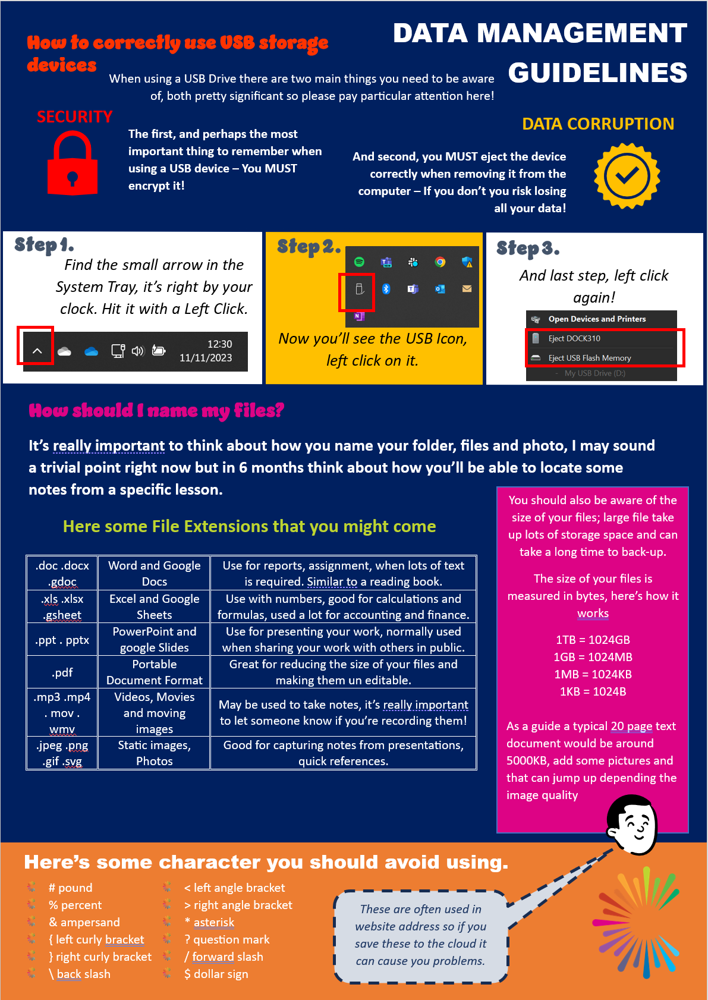 DATA MANAGEMENT
GUIDELINES
How to correctly use USB storage
devices
When using a USB Drive there are two main things you need to be aware
of, both pretty significant so please pay particular attention here!
SECURITY
The first, and perhaps the most
important thing to remember when
using a USB device – You MUST
encrypt it!
DATA CORRUPTION
And second, you MUST eject the device
correctly when removing it from the
computer – If you don't you risk losing
all your data!
Step 1.
Find the small arrow in the
System Tray, it's right by your
clock. Hit it with a Left Click.
12:30
11/11/2023
Step 2.
Now you'll see the USB Icon,
left click on it.
Step 3.
And last step, left click
again!
Open Devices and Printers
Eject DOCK310
Eject USB Flash Memory
- My USB Drive (D:)
How should I name my files?
It's really important to think about how you name your folder, files and photo, I may sound
a trivial point right now but in 6 months think about how you'll be able to locate some
notes from a specific lesson.
Here some File Extensions that you might come
.doc .docx
.gdoc
Word and Google
Docs
Use for reports, assignment, when lots of text
is required. Similar to a reading book.
.xls .xlsx
.gsheet
Excel and Google
Sheets
Use with numbers, good for calculations and
formulas, used a lot for accounting and finance.
.ppt . pptx
PowerPoint and
google Slides
Use for presenting your work, normally used
when sharing your work with others in public.
.pdf
Portable
Document Format
Great for reducing the size of your files and
making them un editable.
.mp3 .mp4
. mov .
wmv
Videos, Movies
and moving
images
May be used to take notes, it's really important
to let someone know if you're recording them!
.jpeg .png
.gif .svg
Static images,
Photos
Good for capturing notes from presentations,
quick references.
You should also be aware of the
size of your files; large file take
up lots of storage space and can
take a long time to back-up.
The size of your files is
measured in bytes, here's how it
works
1TB = 1024GB
1GB = 1024MB
1MB = 1024KB
1KB = 1024B
As a guide a typical 20 page text
document would be around
5000KB, add some pictures and
that can jump up depending the
image quality
Here's some character you should avoid using.
# pound
% percent
& ampersand
{ left curly bracket
} right curly bracket
\ back slash
< left angle bracket
> right angle bracket
* asterisk
? question mark
/ forward slash
$ dollar sign
These are often used in
website address so if you
save these to the cloud it
can cause you problems.